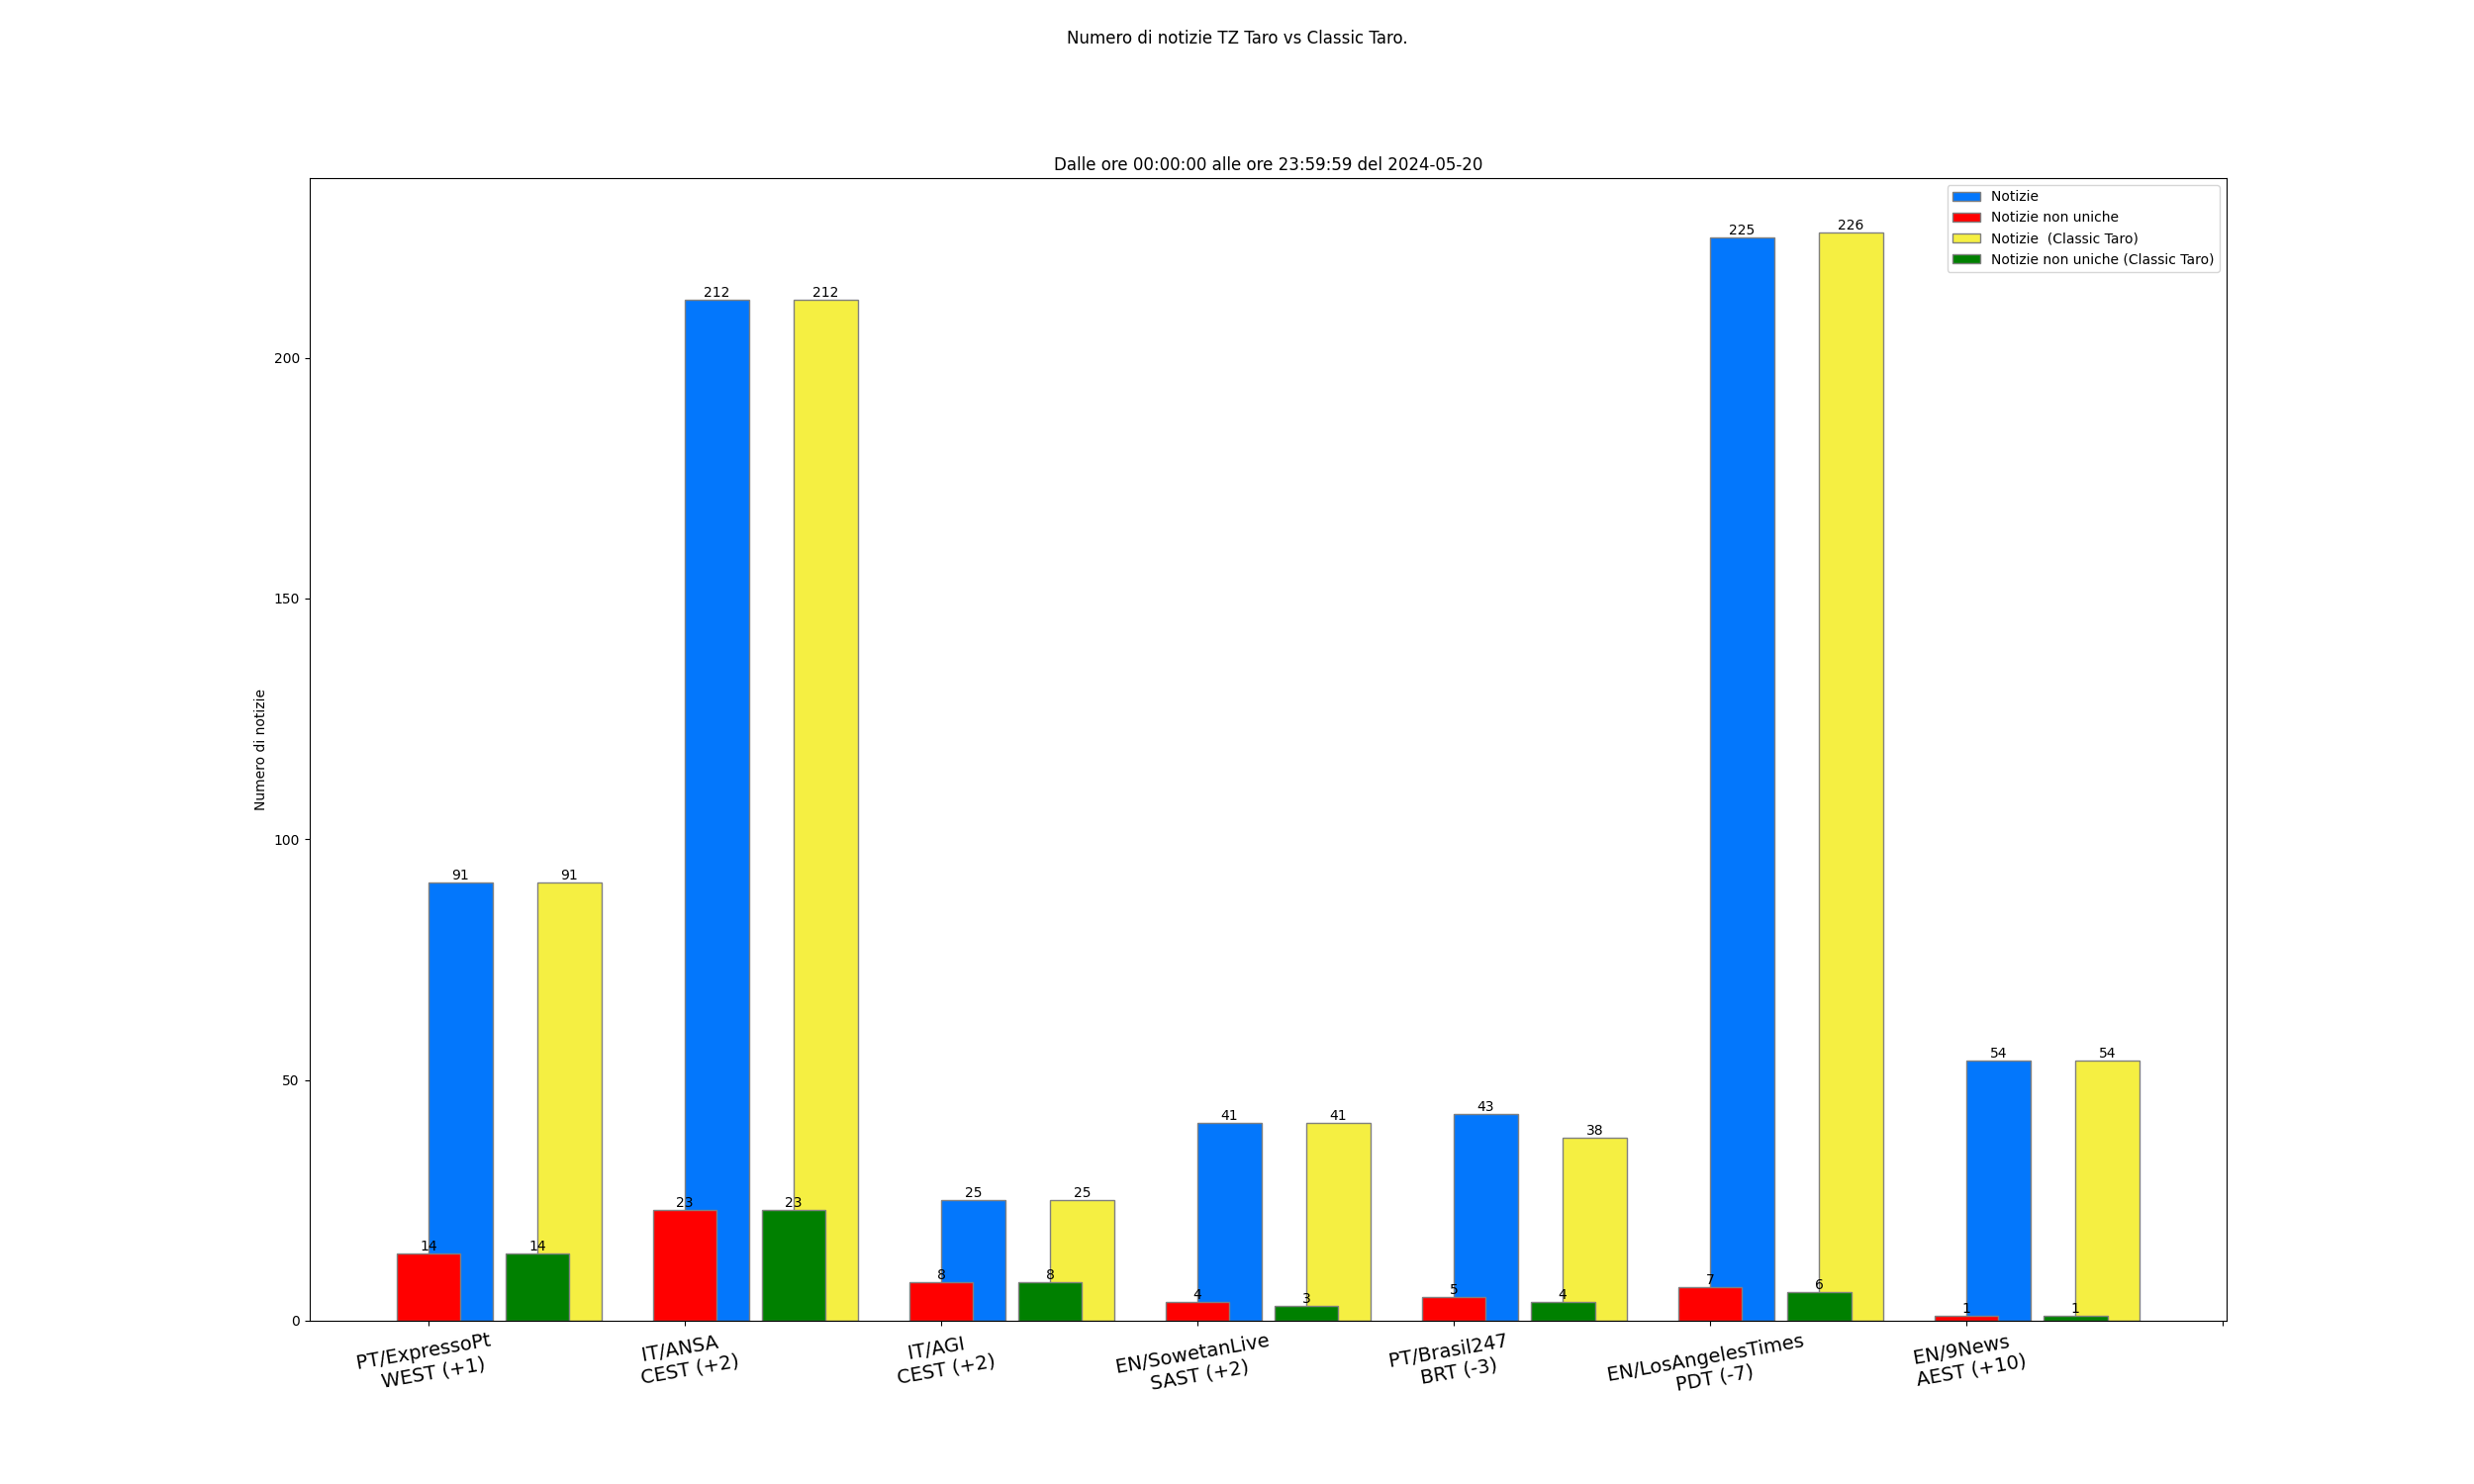 Numero di notizie TZ Taro vs Classic Taro.
Dalle ore 00:00:00 alle ore 23:59:59 del 2024-05-20
Notizie
Notizie non uniche
Notizie  (Classic Taro)
Notizie non uniche (Classic Taro)
Numero di notizie
200
150
100
50
0
91
91
14
14
212
212
23
23
25
25
8
8
41
41
4
3
43
38
5
4
225
226
7
6
54
54
1
1
PT/ExpressoPt
WEST (+1)
IT/ANSA
CEST (+2)
IT/AGI
CEST (+2)
EN/SowetanLive
SAST (+2)
PT/Brasil247
BRT (-3)
EN/LosAngelesTimes
PDT (-7)
EN/9News
AEST (+10)